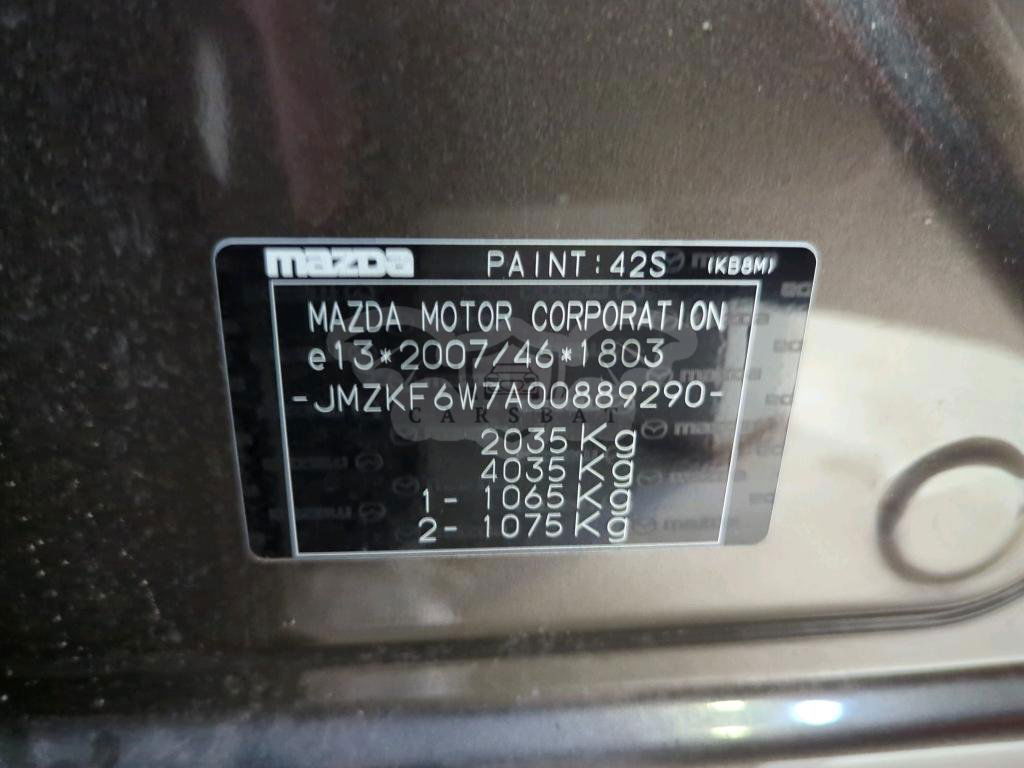 mazda PAINT:42S (KB8M)
MAZDA MOTOR CORPORATION
e13*2007/46*1803
-JMZKF6W7A00889290-
CARSBAT
2035 Kg
4035 Kg
1- 1065 Kg
2- 1075 Kg